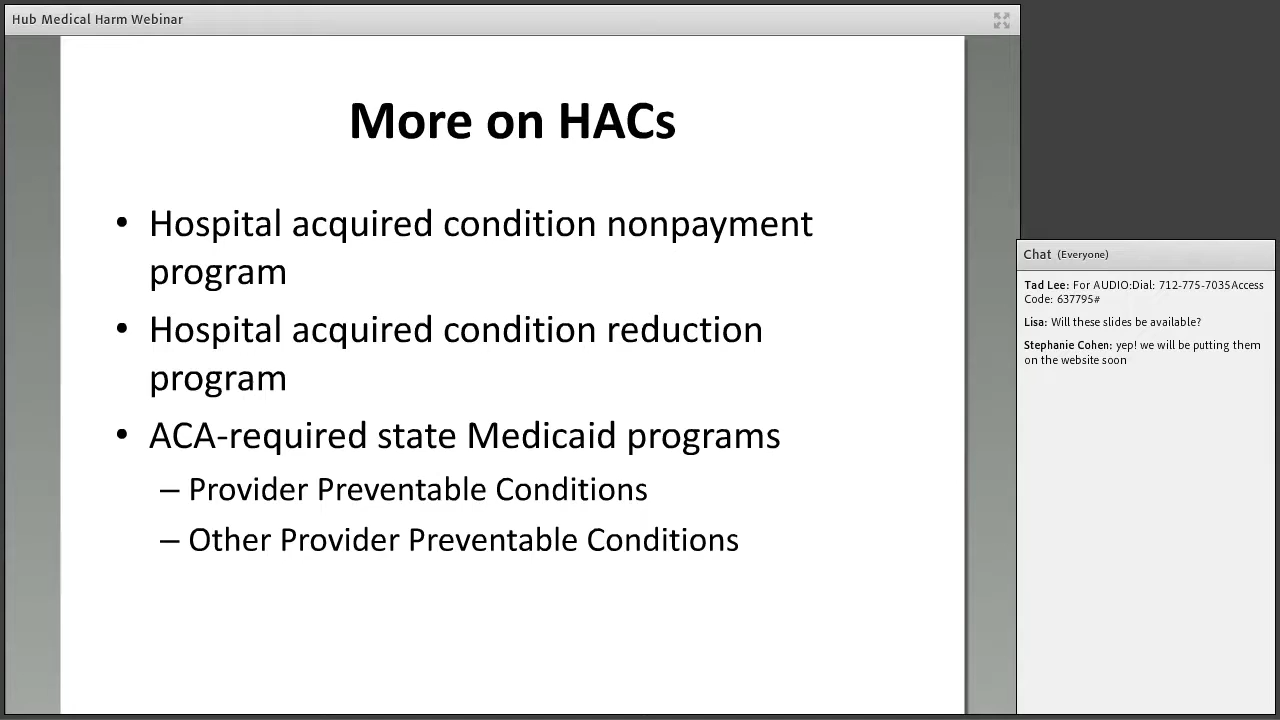 Hub Medical Harm Webinar
More on HACs
• Hospital acquired condition nonpayment
program
• Hospital acquired condition reduction
program
• ACA-required state Medicaid programs
– Provider Preventable Conditions
– Other Provider Preventable Conditions
Chat (Everyone)
Tad Lee: For AUDIO:Dial: 712-775-7035Access
Code: 637795#
Lisa: Will these slides be available?
Stephanie Cohen: yep! we will be putting them
on the website soon